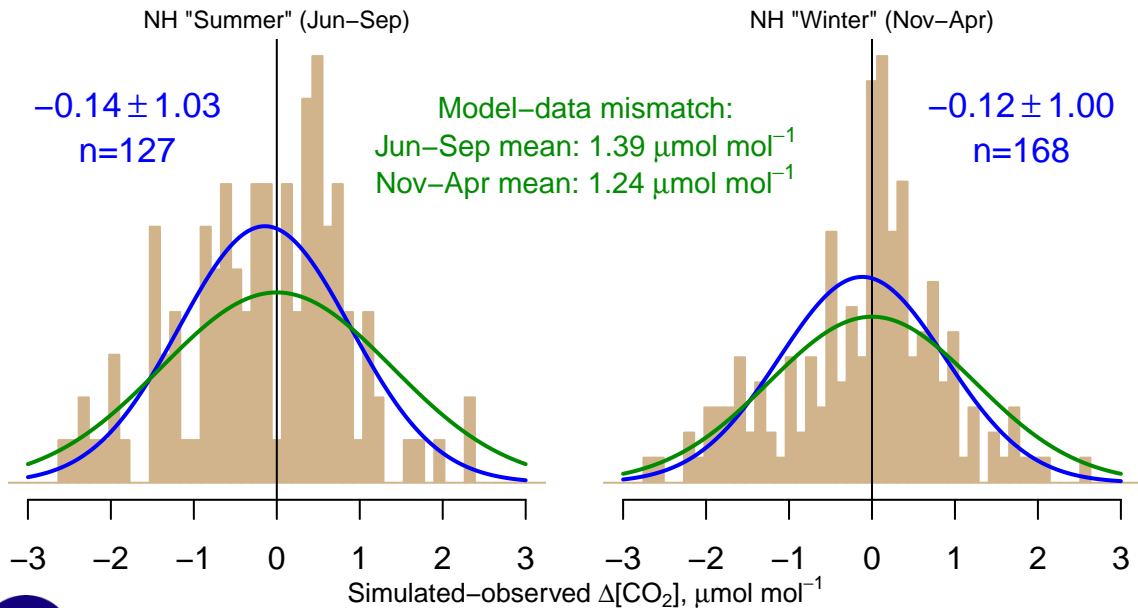 NH "Summer" (Jun−Sep)
NH "Winter" (Nov−Apr)
−0.14 ± 1.03
n=127
Model−data mismatch:
Jun−Sep mean: 1.39 μmol mol⁻¹
Nov−Apr mean: 1.24 μmol mol⁻¹
−0.12 ± 1.00
n=168
−3 −2 −1 0 1 2 3
−3 −2 −1 0 1 2 3
Simulated−observed Δ[CO₂], μmol mol⁻¹